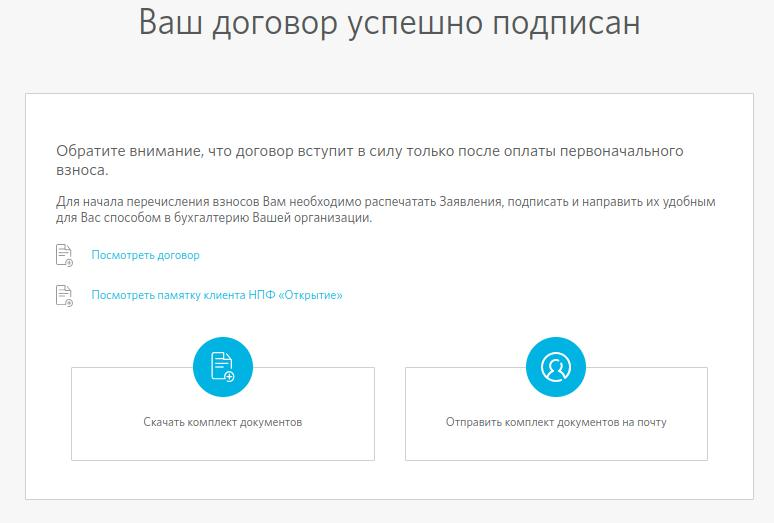 Ваш договор успешно подписан
Обратите внимание, что договор вступит в силу только после оплаты первоначального
взноса.
Для начала перечисления взносов Вам необходимо распечатать Заявления, подписать и направить их удобным
для Вас способом в бухгалтерию Вашей организации.
Посмотреть договор
Посмотреть памятку клиента НПФ «Открытие»
Скачать комплект документов
Отправить комплект документов на почту